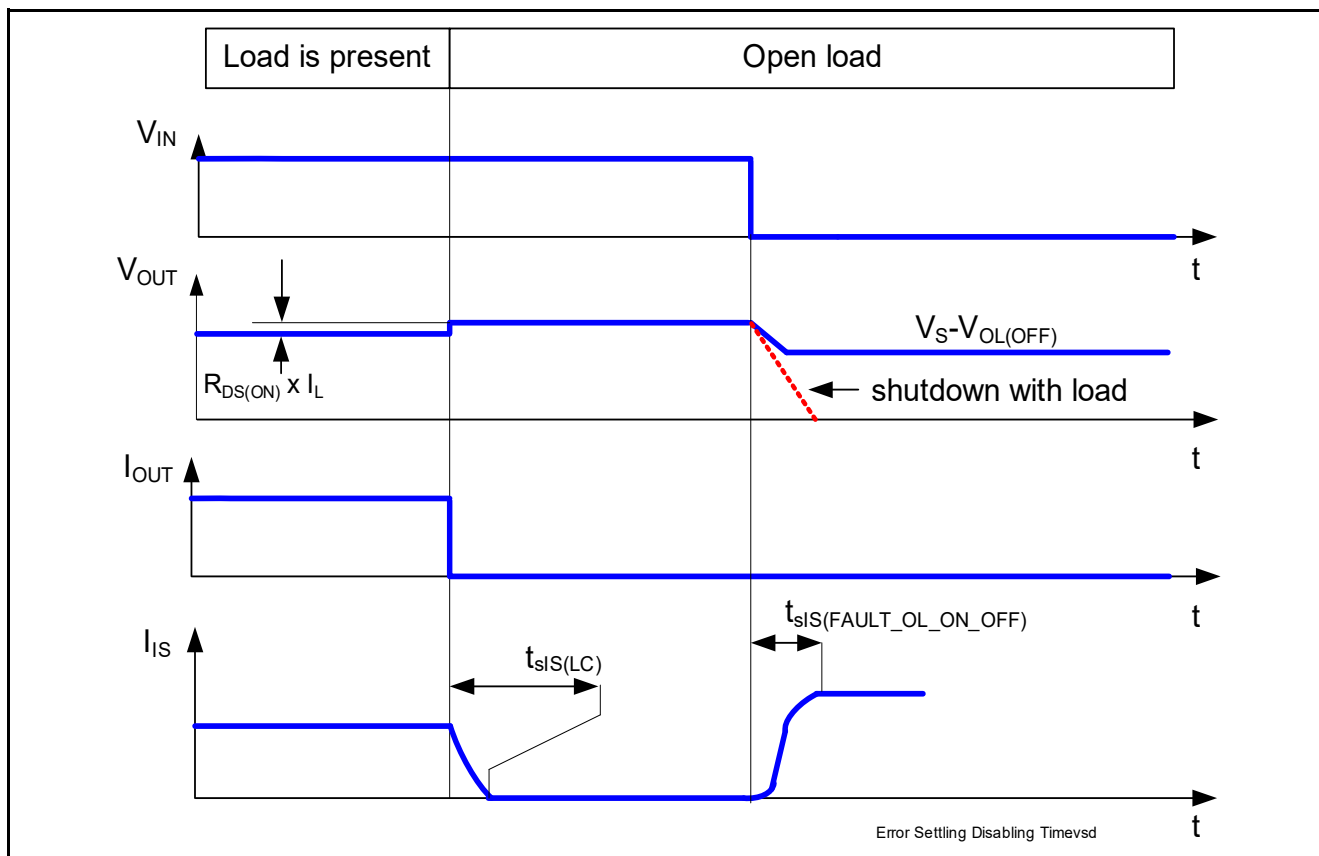 Load is present
Open load
VIN
t
VOUT
VS-VOL(OFF)
RDS(ON) x IL
shutdown with load
t
IOUT
t
tsIS(FAULT_OL_ON_OFF)
IIS
tsIS(LC)
Error Settling Disabling Timevsd
t